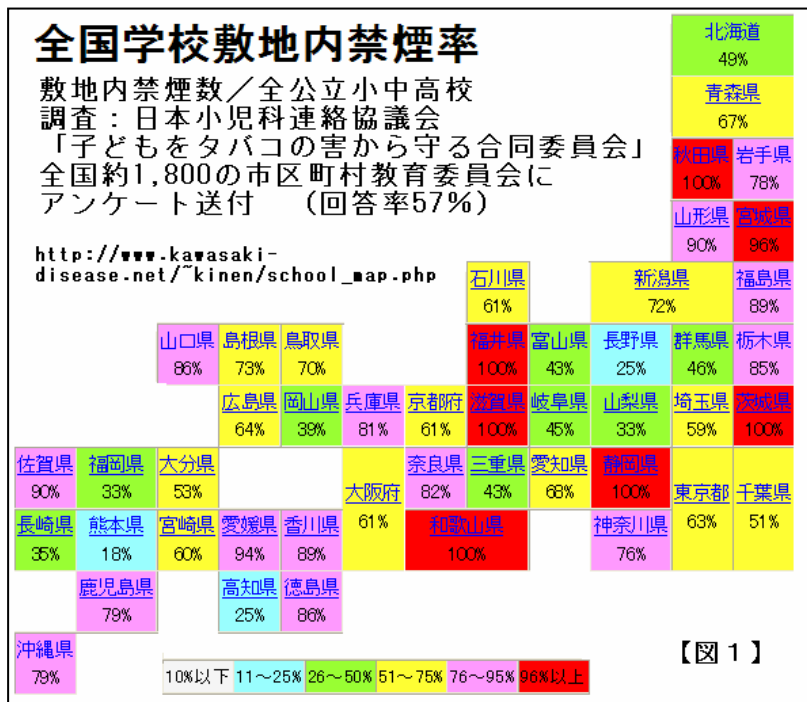 全国学校敷地内禁煙率
敷地内禁煙数／全公立小中高校
調査：日本小児科連絡協議会
「子どもをタバコの害から守る合同委員会」
全国約1,800の市区町村教育委員会に
アンケート送付　（回答率57%）
http://www.kawasaki-
disease.net/~kinen/school_map.php
北海道
49%
青森県
67%
秋田県 岩手県
100% 78%
山形県 宮城県
90% 96%
石川県 新潟県 福島県
61% 72% 89%
山口県 島根県 鳥取県 福井県 富山県 長野県 群馬県 栃木県
86% 73% 70% 100% 43% 25% 46% 85%
広島県 岡山県 兵庫県 京都府 滋賀県 岐阜県 山梨県 埼玉県 茨城県
64% 39% 81% 61% 100% 45% 33% 59% 100%
佐賀県 福岡県 大分県 奈良県 三重県 愛知県 静岡県
90% 33% 53% 82% 43% 68% 100%
大阪府 東京都 千葉県
61% 63% 51%
長崎県 熊本県 宮崎県 愛媛県 香川県 和歌山県 神奈川県
35% 18% 60% 94% 89% 100% 76%
鹿児島県 高知県 徳島県
79% 25% 86%
沖縄県
79%
【図１】
10%以下 11～25% 26～50% 51～75% 76～95% 96%以上